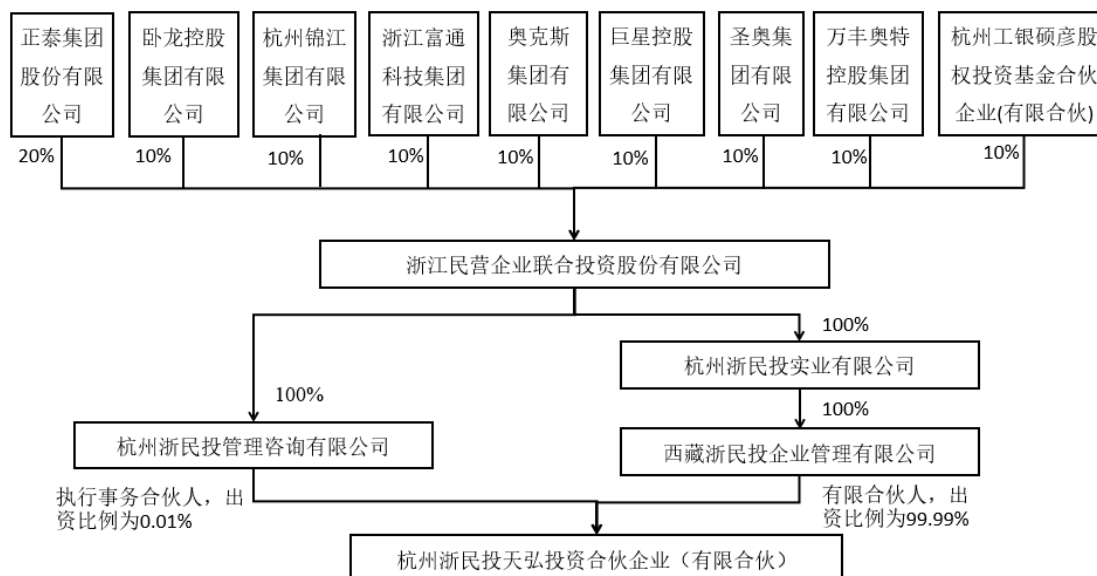 正泰集团
股份有限
公司
卧龙控股
集团有限
公司
杭州锦江
集团有限
公司
浙江富通
科技集团
有限公司
奥克斯
集团有
限公司
巨星控股
集团有限
公司
圣奥集
团有限
公司
万丰奥特
控股集团
有限公司
杭州工银硕彦股
权投资基金合伙
企业(有限合伙)
20%
10%
10%
10%
10%
10%
10%
10%
10%
浙江民营企业联合投资股份有限公司
100%
杭州浙民投实业有限公司
100%
100%
杭州浙民投管理咨询有限公司
西藏浙民投企业管理有限公司
执行事务合伙人，出
资比例为0.01%
有限合伙人，出
资比例为99.99%
杭州浙民投天弘投资合伙企业（有限合伙）